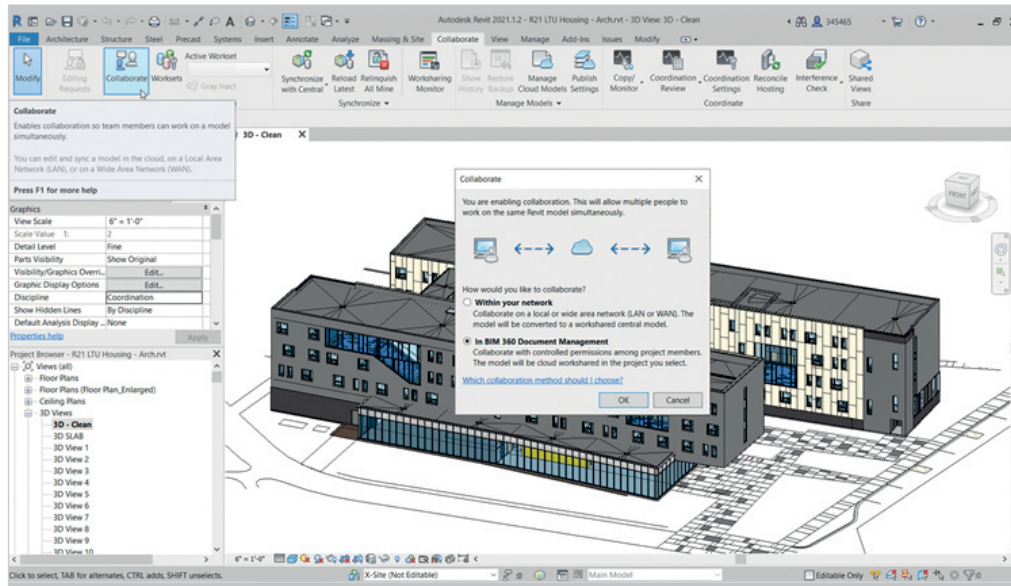 Autodesk Revit 2021.1.2 - R21 LTU Housing - Arch.rvt - 3D View: 3D - Clean
345465
File Architecture Structure Steel Precast Systems Insert Annotate Analyze Massing & Site Collaborate View Manage Add-Ins Issues Modify
Modify
Editing Requests
Collaborate
Worksets
Active Workset
Gray Inact
Synchronize with Central
Reload Latest
Relinquish All Mine
Worksharing Monitor
Show History
Restore Backup
Manage Cloud Models
Publish Settings
Copy/ Monitor
Coordination Review
Coordination Settings
Reconcile Hosting
Interference Check
Shared Views
Synchronize
Manage Models
Coordinate
Share
Collaborate
Enables collaboration so team members can work on a model
simultaneously.
You can edit and sync a model in the cloud, on a Local Area
Network (LAN), or on a Wide Area Network (WAN).
Press F1 for more help
3D - Clean X
Graphics
View Scale 6" = 1'-0"
Scale Value 1: 2
Detail Level Fine
Parts Visibility Show Original
Visibility/Graphics Overri... Edit...
Graphic Display Options Edit...
Discipline Coordination
Show Hidden Lines By Discipline
Default Analysis Display ... None
Properties help Apply
Project Browser - R21 LTU Housing - Arch.rvt
Views (all)
Floor Plans
Floor Plans (Floor Plan_Enlarged)
Ceiling Plans
3D Views
3D - Clean
3D SLAB
3D View 1
3D View 2
3D View 3
3D View 4
3D View 5
3D View 6
3D View 7
3D View 8
3D View 9
3D View 10
FRONT
Collaborate
You are enabling collaboration. This will allow multiple people to
work on the same Revit model simultaneously.
How would you like to collaborate?
Within your network
Collaborate on a local or wide area network (LAN or WAN). The
model will be converted to a workshared central model.
In BIM 360 Document Management
Collaborate with controlled permissions among project members.
The model will be cloud workshared in the project you select.
Which collaboration method should I choose?
OK Cancel
6" = 1'-0"
Click to select, TAB for alternates, CTRL adds, SHIFT unselects.
X-Site (Not Editable)
:0
Main Model
Editable Only
:0